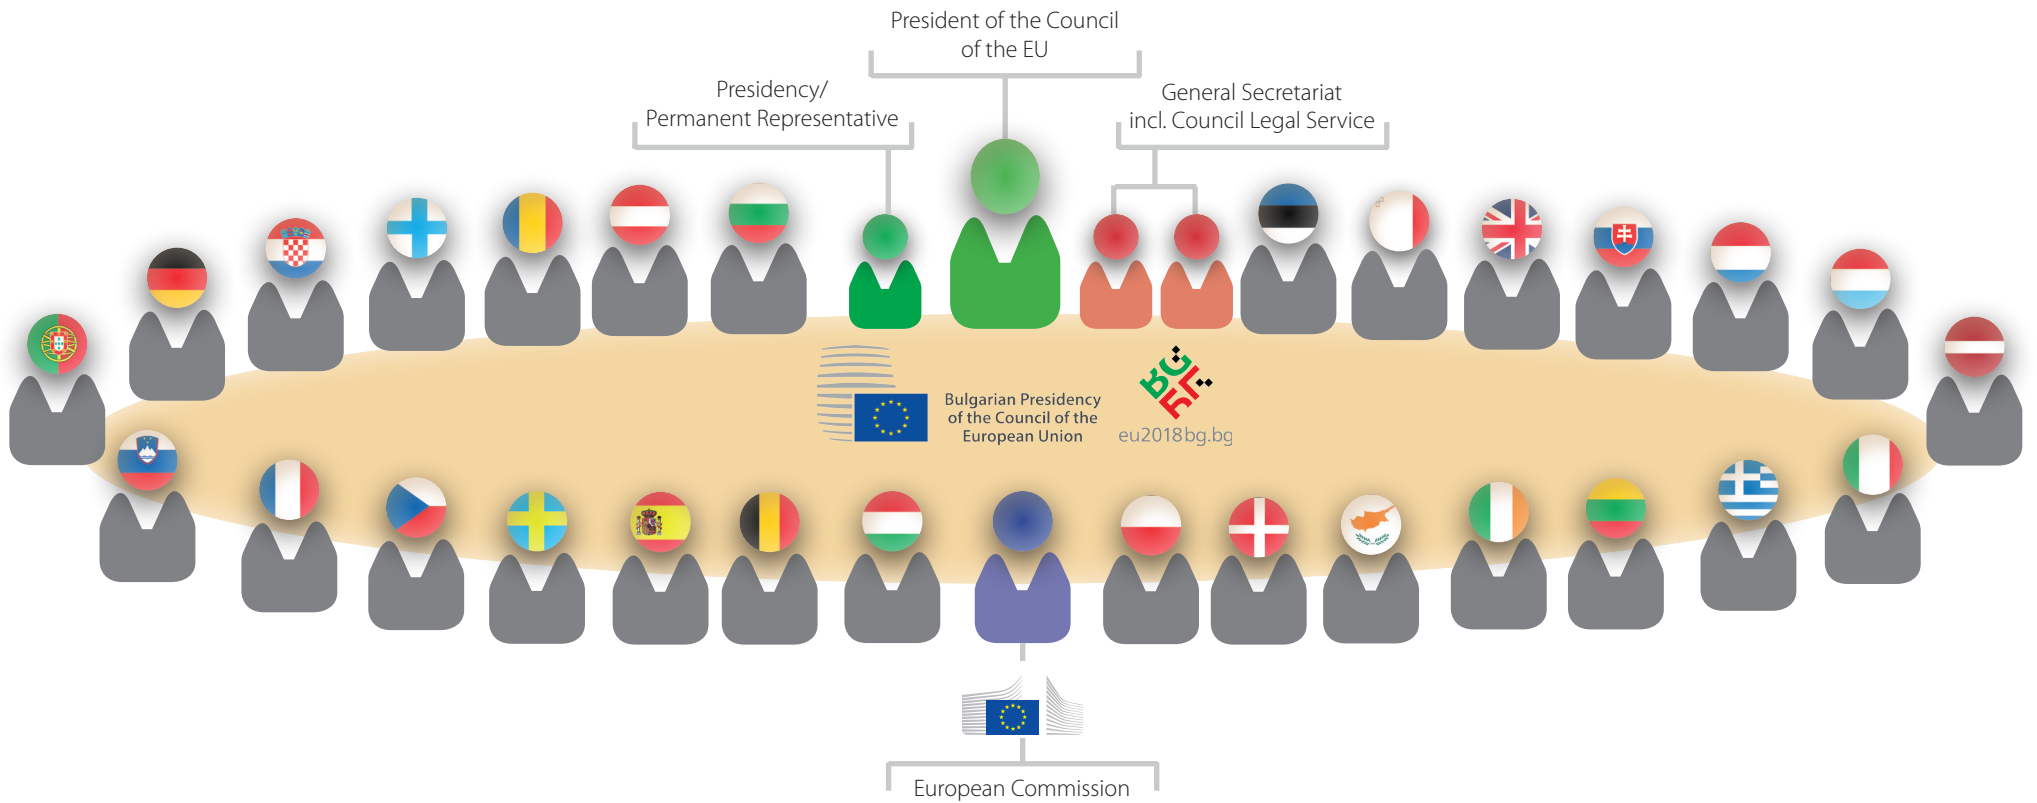 President of the Council
of the EU
Presidency/
Permanent Representative
General Secretariat
incl. Council Legal Service
Bulgarian Presidency
of the Council of the
European Union
eu2018bg.bg
European Commission